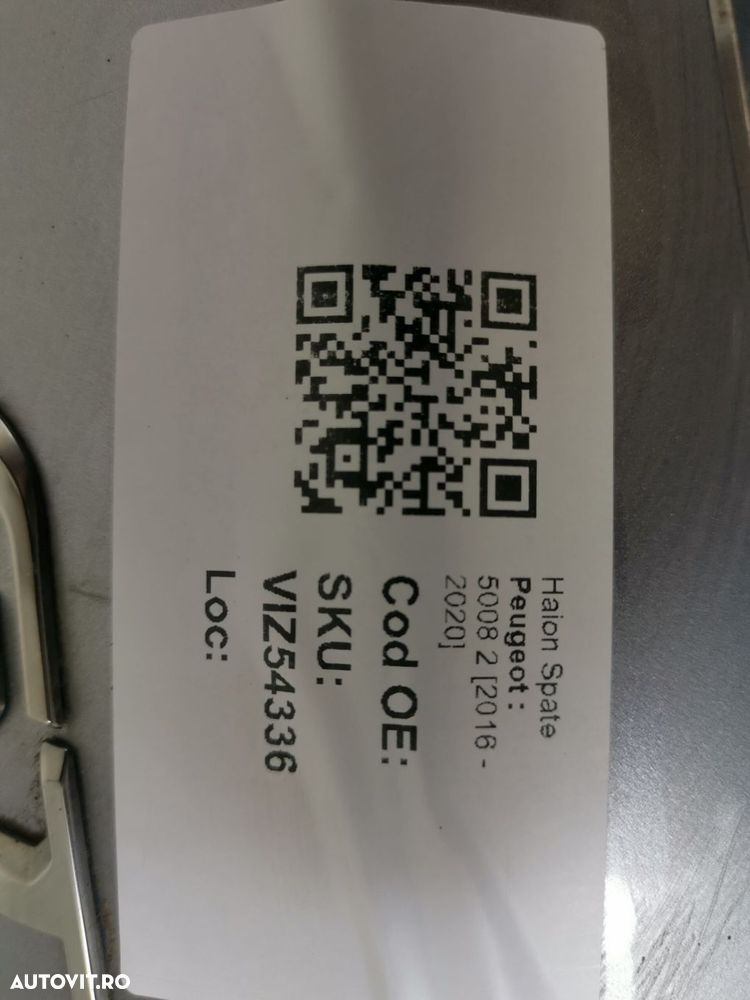 Haion Spate
Peugeot:
5008 2 [2016 -
2020]
Cod OE:
SKU:
VIZ54336
Loc:
AUTOVIT.RO